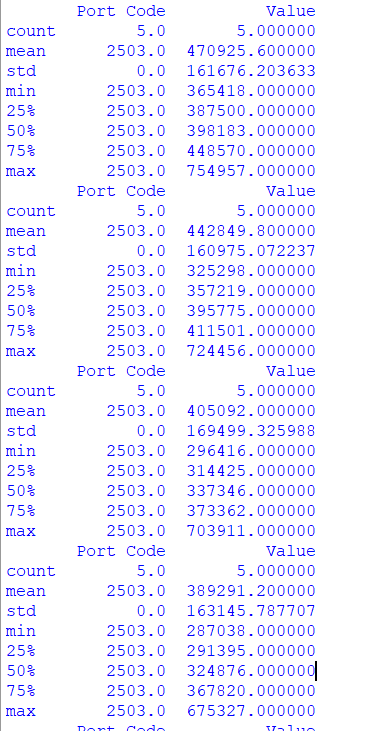 Port Code Value
count 5.0 5.000000
mean 2503.0 470925.600000
std 0.0 161676.203633
min 2503.0 365418.000000
25% 2503.0 387500.000000
50% 2503.0 398183.000000
75% 2503.0 448570.000000
max 2503.0 754957.000000
Port Code Value
count 5.0 5.000000
mean 2503.0 442849.800000
std 0.0 160975.072237
min 2503.0 325298.000000
25% 2503.0 357219.000000
50% 2503.0 395775.000000
75% 2503.0 411501.000000
max 2503.0 724456.000000
Port Code Value
count 5.0 5.000000
mean 2503.0 405092.000000
std 0.0 169499.325988
min 2503.0 296416.000000
25% 2503.0 314425.000000
50% 2503.0 337346.000000
75% 2503.0 373362.000000
max 2503.0 703911.000000
Port Code Value
count 5.0 5.000000
mean 2503.0 389291.200000
std 0.0 163145.787707
min 2503.0 287038.000000
25% 2503.0 291395.000000
50% 2503.0 324876.000000
75% 2503.0 367820.000000
max 2503.0 675327.000000
Port Code Value